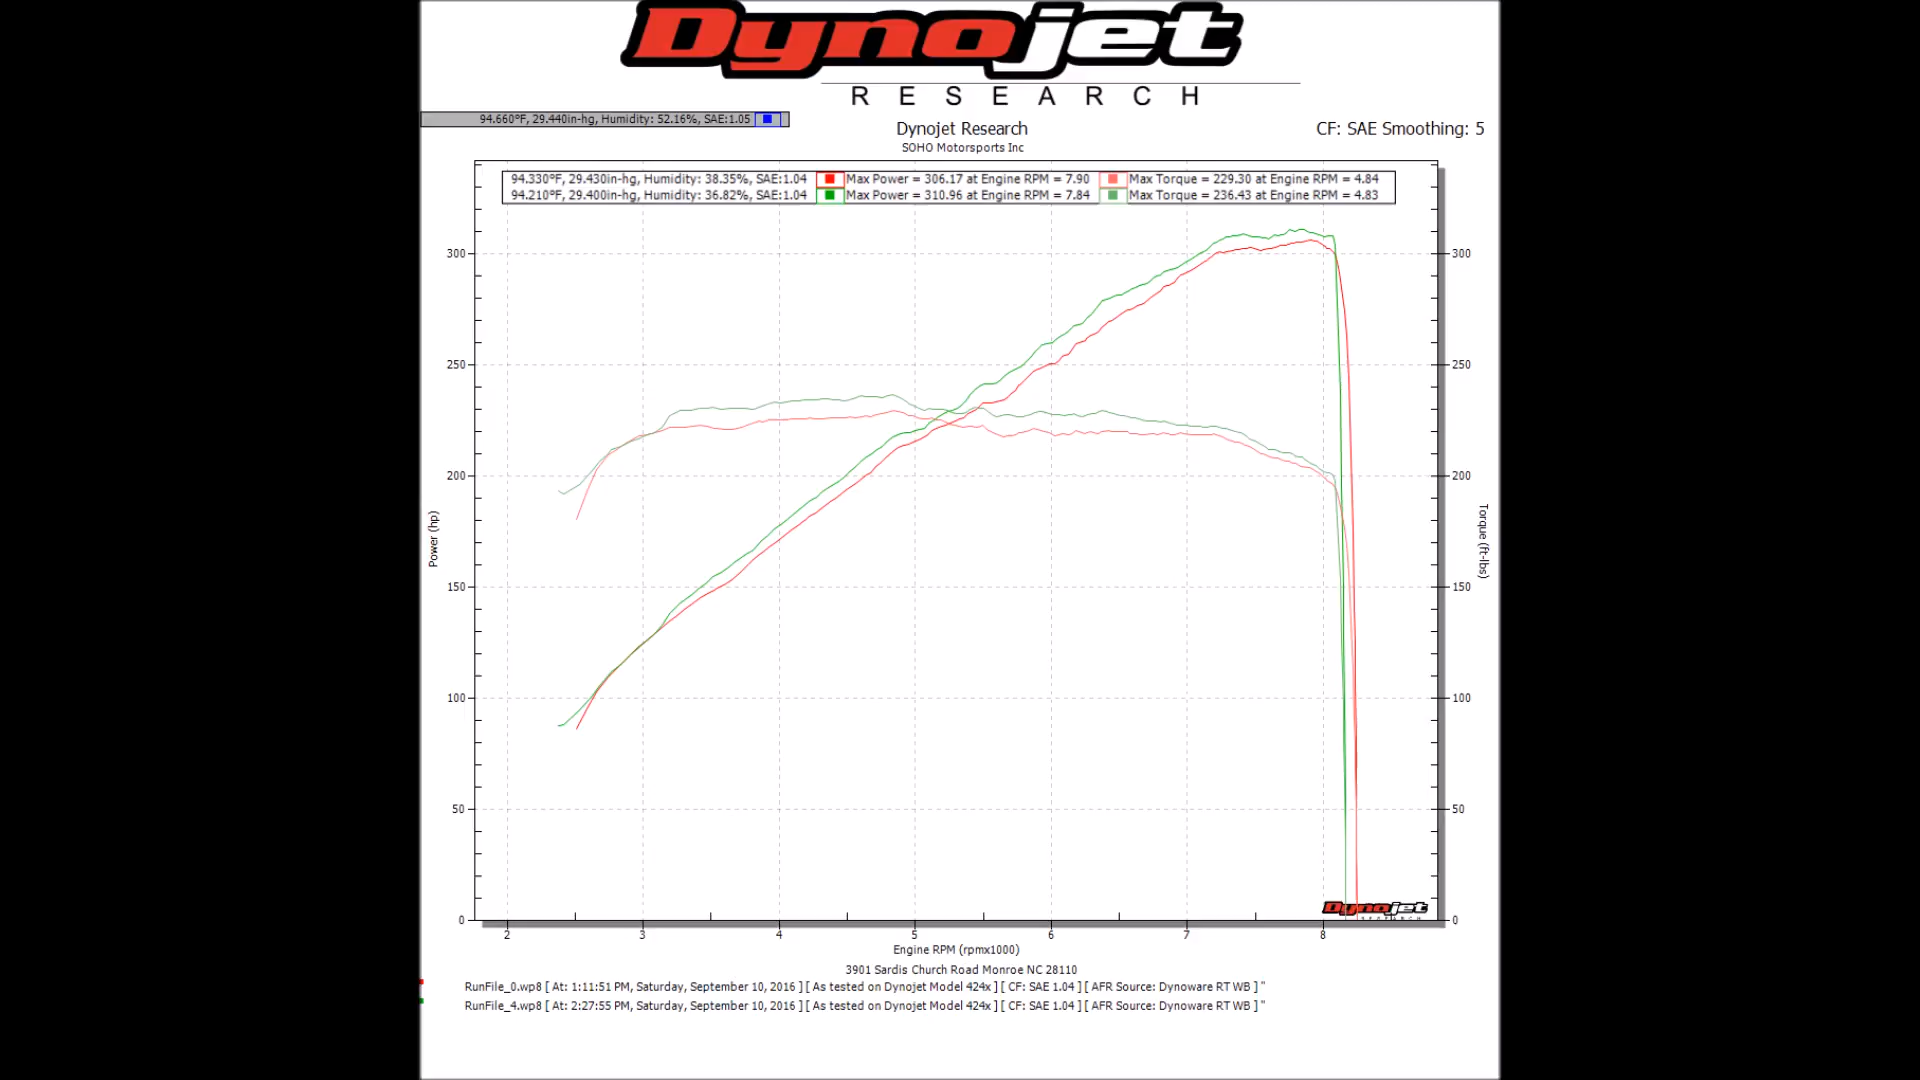 Dynojet
RESEARCH
94.660°F, 29.440in-hg, Humidity: 52.16%, SAE:1.05
Dynojet Research
CF: SAE Smoothing: 5
SOHO Motorsports Inc
94.330°F, 29.430in-hg, Humidity: 38.35%, SAE:1.04 Max Power = 306.17 at Engine RPM = 7.90 Max Torque = 229.30 at Engine RPM = 4.84
94.210°F, 29.400in-hg, Humidity: 36.82%, SAE:1.04 Max Power = 310.96 at Engine RPM = 7.84 Max Torque = 236.43 at Engine RPM = 4.83
300 300
250 250
200 200
Power (hp)
Torque (ft-lbs)
150 150
100 100
50 50
Dynojet
RESEARCH
0 0
2 3 4 5 6 7 8
Engine RPM (rpmx1000)
3901 Sardis Church Road Monroe NC 28110
RunFile_0.wp8 [ At: 1:11:51 PM, Saturday, September 10, 2016 ] [ As tested on Dynojet Model 424x ] [ CF: SAE 1.04 ] [ AFR Source: Dynoware RT WB ] "
RunFile_4.wp8 [ At: 2:27:55 PM, Saturday, September 10, 2016 ] [ As tested on Dynojet Model 424x ] [ CF: SAE 1.04 ] [ AFR Source: Dynoware RT WB ] "